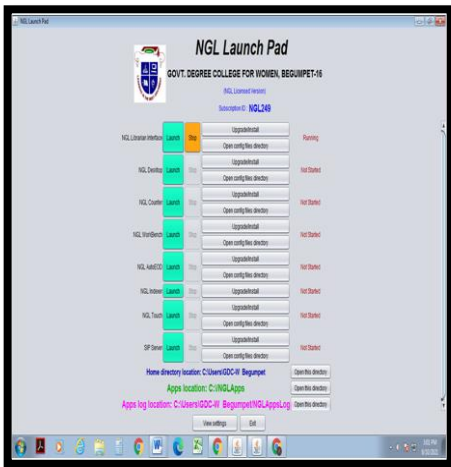 NGL Launch Pad
NGL Launch Pad
GOVT. DEGREE COLLEGE FOR WOMEN, BEGUMPET-16
(NGL Licensed Version)
Subscription ID : NGL249
NGL Librarian Interface Launch Stop Upgrade/Install Running
Open config files directory
NGL Desktop Launch Stop Upgrade/Install Not Started
Open config files directory
NGL Counter Launch Stop Upgrade/Install Not Started
Open config files directory
NGL WorkBench Launch Stop Upgrade/Install Not Started
Open config files directory
NGL AutoEOD Launch Stop Upgrade/Install Not Started
Open config files directory
NGL Indexer Launch Stop Upgrade/Install Not Started
NGL Touch Launch Stop Upgrade/Install Not Started
Open config files directory
SIP Server Launch Stop Upgrade/Install Not Started
Open config files directory
Home directory location: C:\Users\GDC-W Begumpet Open this directory
Apps location: C:\NGLApps Open this directory
Apps log location: C:\Users\GDC-W Begumpet/NGLAppsLog Open this directory
View settings Exit